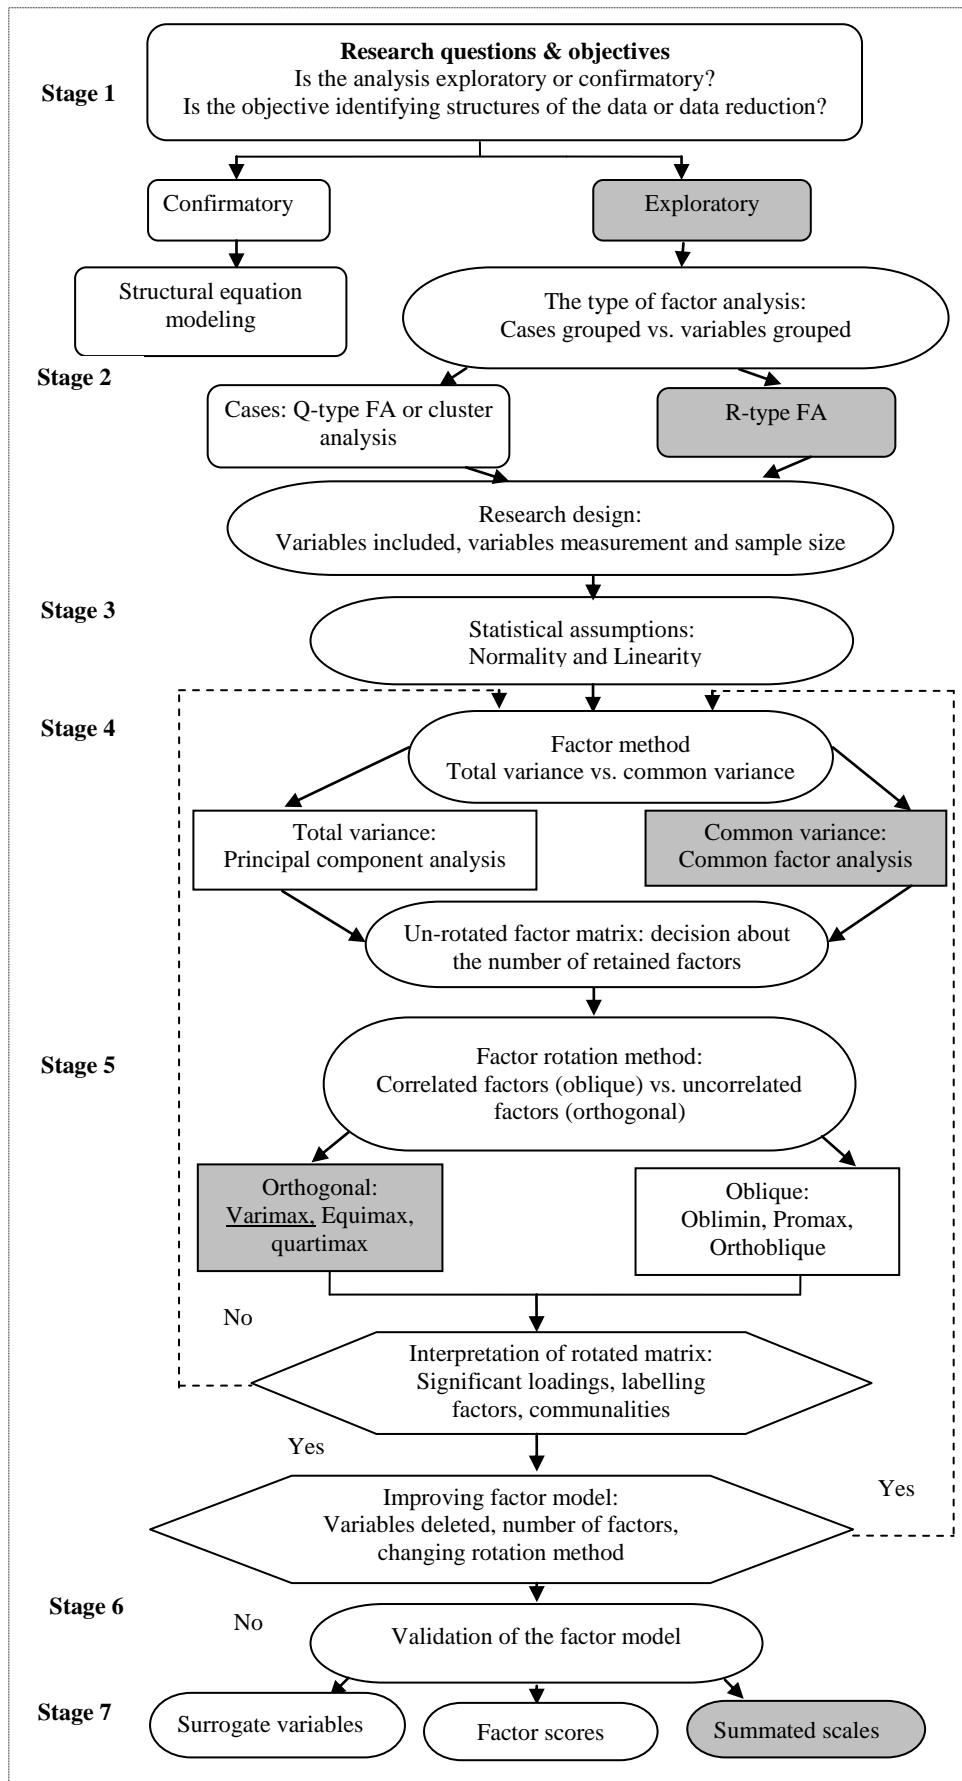 Research questions & objectives
Stage 1
Is the analysis exploratory or confirmatory?
Is the objective identifying structures of the data or data reduction?
Confirmatory
Exploratory
Structural equation
modeling
The type of factor analysis:
Cases grouped vs. variables grouped
Stage 2
Cases: Q-type FA or cluster
analysis
R-type FA
Research design:
Variables included, variables measurement and sample size
Stage 3
Statistical assumptions:
Normality and Linearity
Stage 4
Factor method
Total variance vs. common variance
Total variance:
Principal component analysis
Common variance:
Common factor analysis
Un-rotated factor matrix: decision about
the number of retained factors
Stage 5
Factor rotation method:
Correlated factors (oblique) vs. uncorrelated
factors (orthogonal)
Orthogonal:
Varimax, Equimax,
quartimax
Oblique:
Oblimin, Promax,
Orthoblique
No
Interpretation of rotated matrix:
Significant loadings, labelling
factors, communalities
Yes
Yes
Improving factor model:
Variables deleted, number of factors,
changing rotation method
Stage 6
No
Validation of the factor model
Stage 7
Surrogate variables
Factor scores
Summated scales